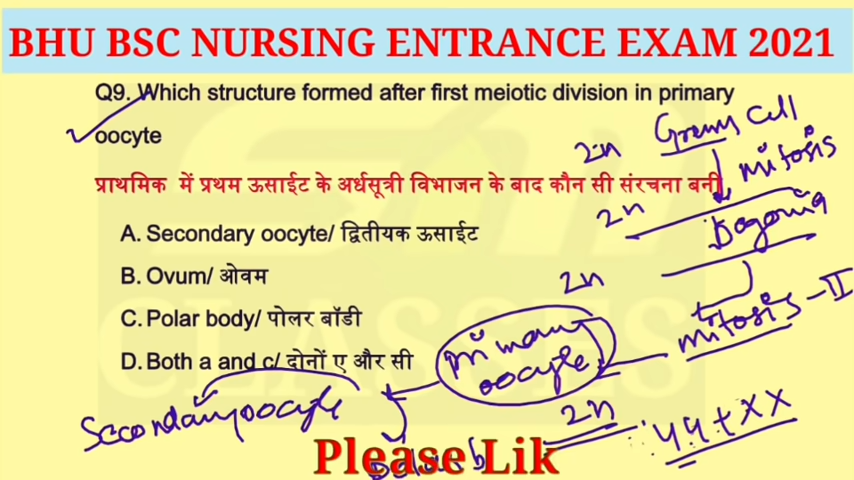 BHU BSC NURSING ENTRANCE EXAM 2021
Q9. Which structure formed after first meiotic division in primary
oocyte
प्राथमिक में प्रथम ऊसाईट के अर्धसूत्री विभाजन के बाद कौन सी संरचना बनी
A. Secondary oocyte/ द्वितीयक ऊसाईट
B. Ovum/ ओवम
C. Polar body/ पोलर बॉडी
D. Both a and c/ दोनों ए और सी
2n
Cell
mitosis
2n
2n
mitosis - II
primary
oocyte
2n
44+XX
Secondary oocyte
Please Lik
CLASSES